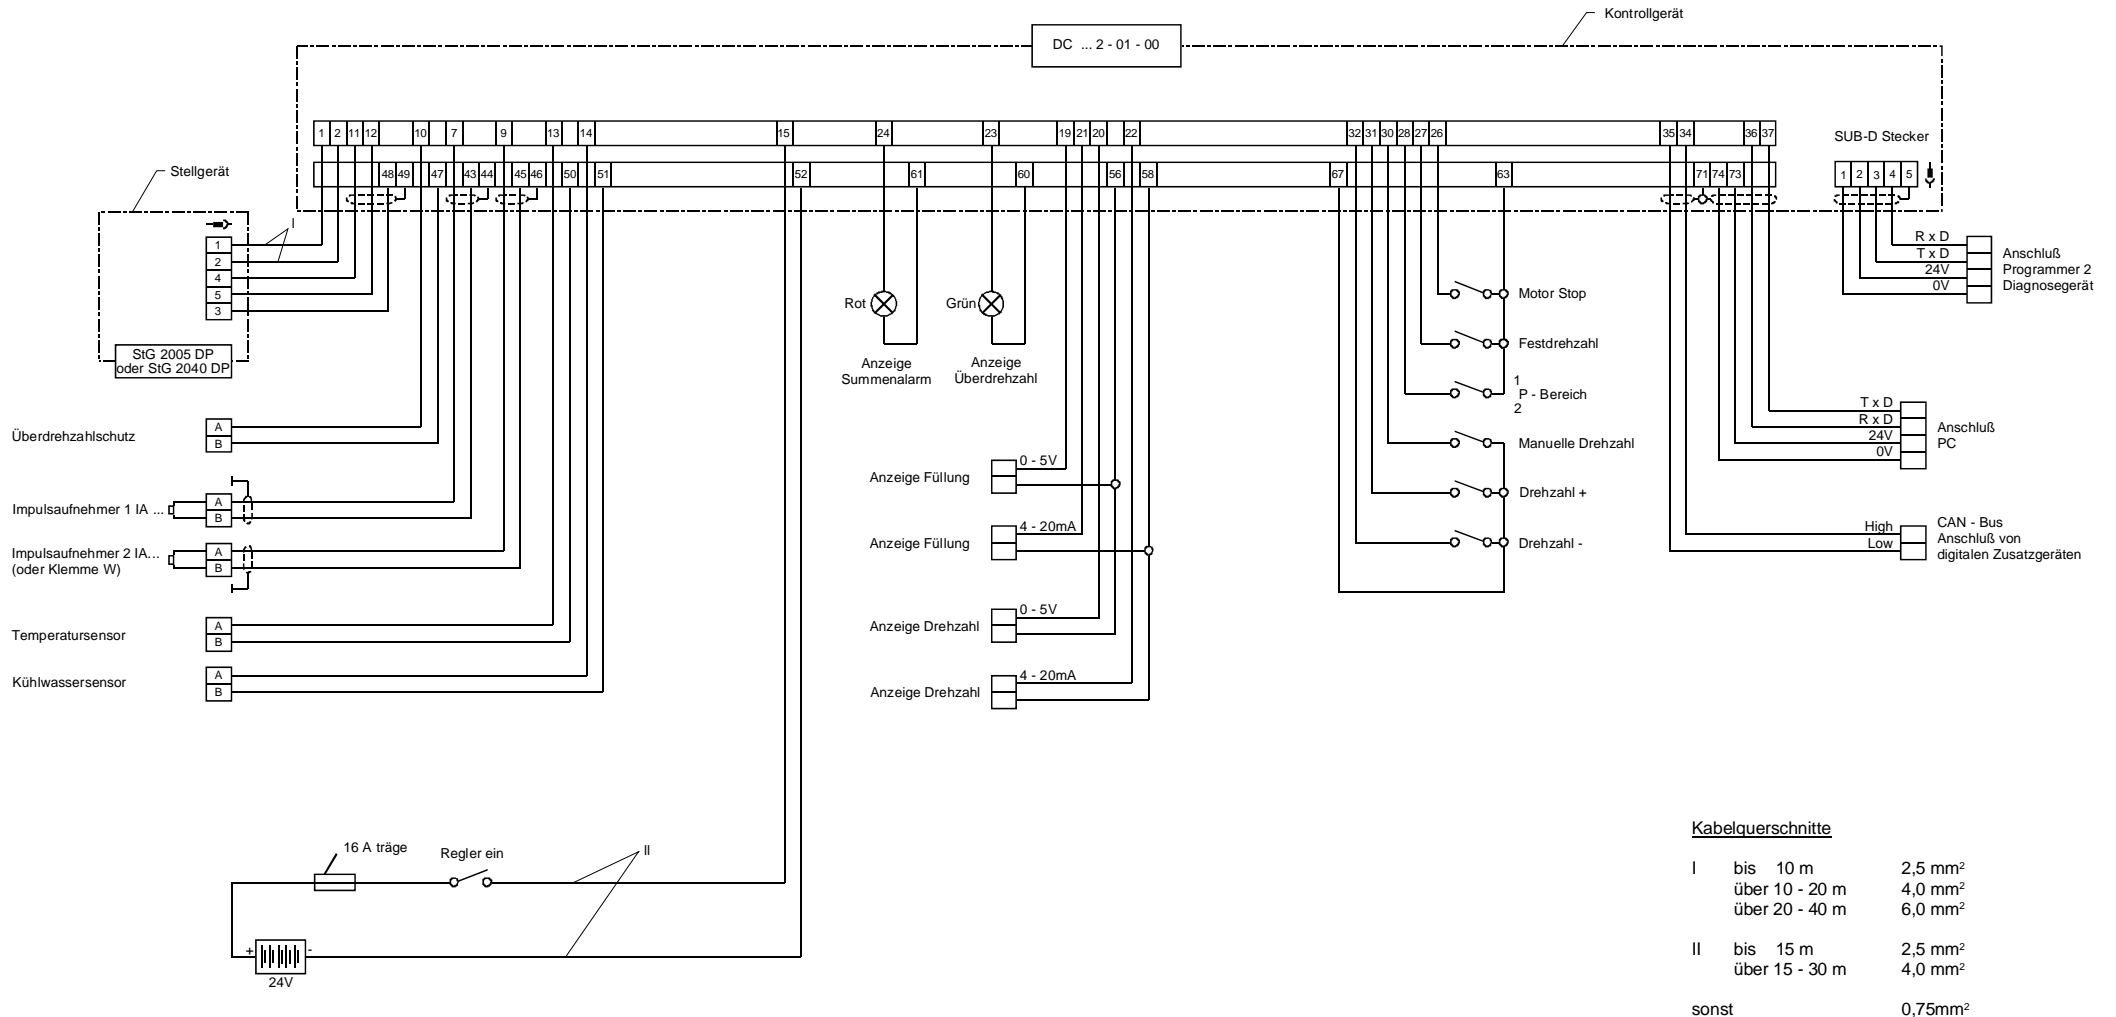 Kontrollgerät
DC ... 2 - 01 - 00
1 2 11 12 10 7 9 13 14 15 24 23 19 21 20 22 32 31 30 28 27 26 35 34 36 37
SUB-D Stecker
48 49 47 43 44 45 46 50 51 52 61 60 56 58 67 63 71 74 73
1 2 3 4 5
Stellgerät
I
1
2
4
5
3
StG 2005 DP
oder StG 2040 DP
Überdrehzahlschutz
A
B
Impulsaufnehmer 1 IA ...
A
B
Impulsaufnehmer 2 IA...
(oder Klemme W)
A
B
Temperatursensor
A
B
Kühlwassersensor
A
B
Rot
Anzeige
Summenalarm
Grün
Anzeige
Überdrehzahl
Anzeige Füllung
0 - 5V
Anzeige Füllung
4 - 20mA
Anzeige Drehzahl
0 - 5V
Anzeige Drehzahl
4 - 20mA
Motor Stop
Festdrehzahl
1
P - Bereich
2
Manuelle Drehzahl
Drehzahl +
Drehzahl -
R x D
T x D
24V
0V
Anschluß
Programmer 2
Diagnosegerät
T x D
R x D
24V
0V
Anschluß
PC
High
Low
CAN - Bus
Anschluß von
digitalen Zusatzgeräten
16 A träge
Regler ein
II
+ -
24V
Kabelquerschnitte
I bis 10 m 2,5 mm²
über 10 - 20 m 4,0 mm²
über 20 - 40 m 6,0 mm²
II bis 15 m 2,5 mm²
über 15 - 30 m 4,0 mm²
sonst 0,75mm²